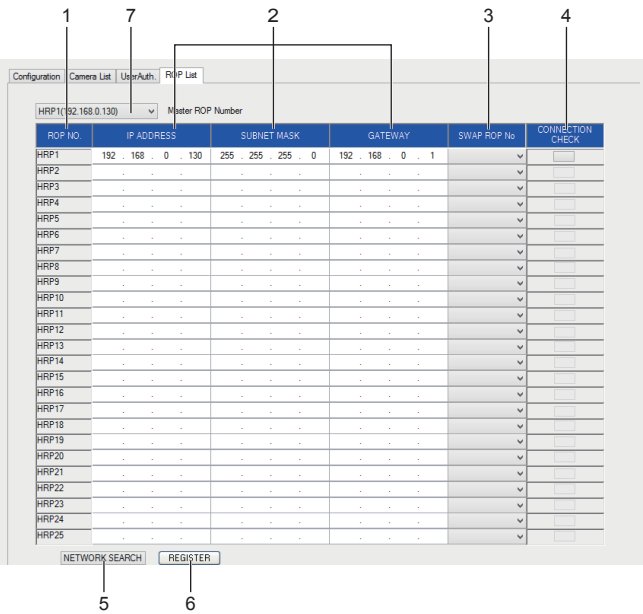 1 7 2 3 4
Configuration Camera List UserAuth. ROP List
HRP1(192.168.0.130) Master ROP Number
ROP NO. IP ADDRESS SUBNET MASK GATEWAY SWAP ROP No CONNECTION CHECK
HRP1 192 . 168 . 0 . 130 255 . 255 . 255 . 0 192 . 168 . 0 . 1
HRP2 . . . . . . . . .
HRP3 . . . . . . . . .
HRP4 . . . . . . . . .
HRP5 . . . . . . . . .
HRP6 . . . . . . . . .
HRP7 . . . . . . . . .
HRP8 . . . . . . . . .
HRP9 . . . . . . . . .
HRP10 . . . . . . . . .
HRP11 . . . . . . . . .
HRP12 . . . . . . . . .
HRP13 . . . . . . . . .
HRP14 . . . . . . . . .
HRP15 . . . . . . . . .
HRP16 . . . . . . . . .
HRP17 . . . . . . . . .
HRP18 . . . . . . . . .
HRP19 . . . . . . . . .
HRP20 . . . . . . . . .
HRP21 . . . . . . . . .
HRP22 . . . . . . . . .
HRP23 . . . . . . . . .
HRP24 . . . . . . . . .
HRP25 . . . . . . . . .
NETWORK SEARCH REGISTER
5 6